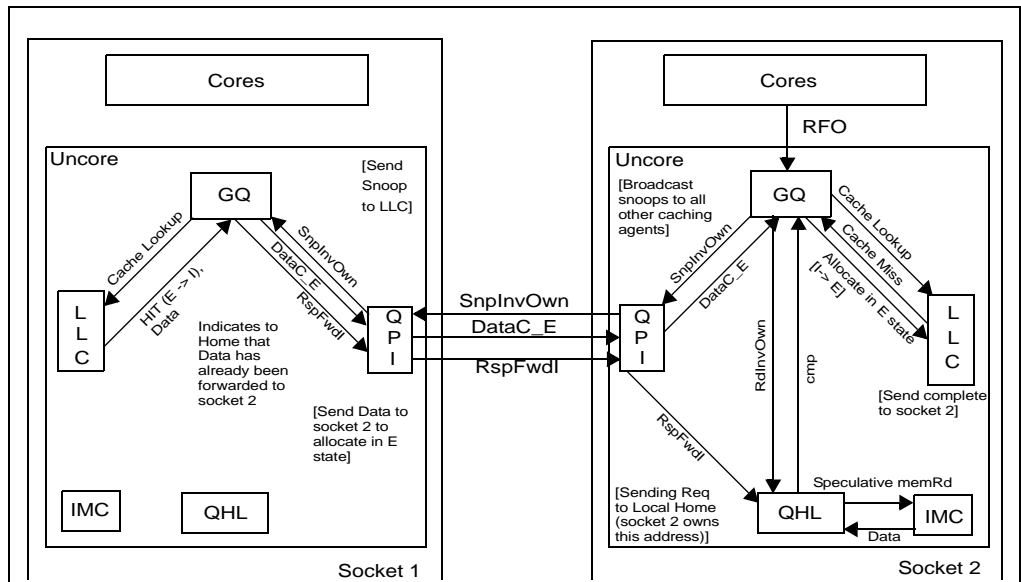 Cores
Uncore
GQ
[Send
Snoop
to LLC]
Cache Lookup
HIT (E -> I),
Data
SnpInvOwn
DataC_E
RspFwdI
L
L
C
Q
P
I
Indicates to
Home that
Data has
already been
forwarded to
socket 2
[Send Data to
socket 2 to
allocate in E
state]
IMC
QHL
Socket 1
SnpInvOwn
DataC_E
RspFwdI
Cores
RFO
Uncore
[Broadcast
snoops to all
other caching
agents]
GQ
SnpInvOwn
DataC_E
Cache Lookup
Cache Miss
Allocate in E state
[I-> E]
Q
P
I
L
L
C
RdInvOwn
cmp
[Send complete
to socket 2]
RspFwdI
[Sending Req
to Local Home
(socket 2 owns
this address)]
Speculative memRd
QHL
IMC
Data
Socket 2